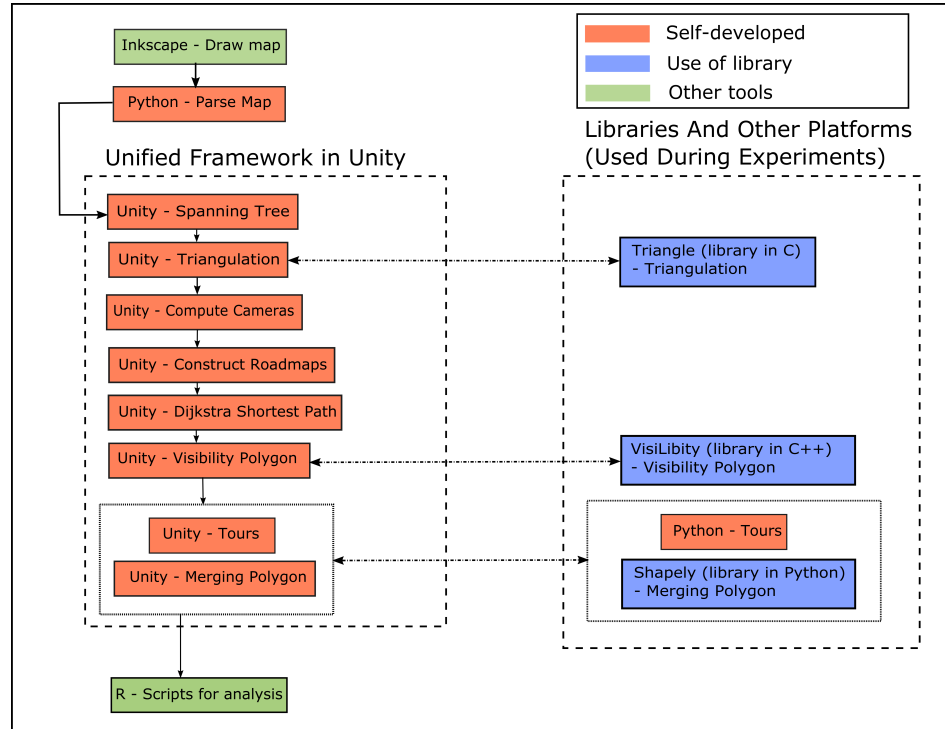 Inkscape - Draw map
Python - Parse Map
Self-developed
Use of library
Other tools
Unified Framework in Unity
Unity - Spanning Tree
Unity - Triangulation
Unity - Compute Cameras
Unity - Construct Roadmaps
Unity - Dijkstra Shortest Path
Unity - Visibility Polygon
Unity - Tours
Unity - Merging Polygon
R - Scripts for analysis
Libraries And Other Platforms
(Used During Experiments)
Triangle (library in C)
- Triangulation
VisiLibity (library in C++)
- Visibility Polygon
Python - Tours
Shapely (library in Python)
- Merging Polygon